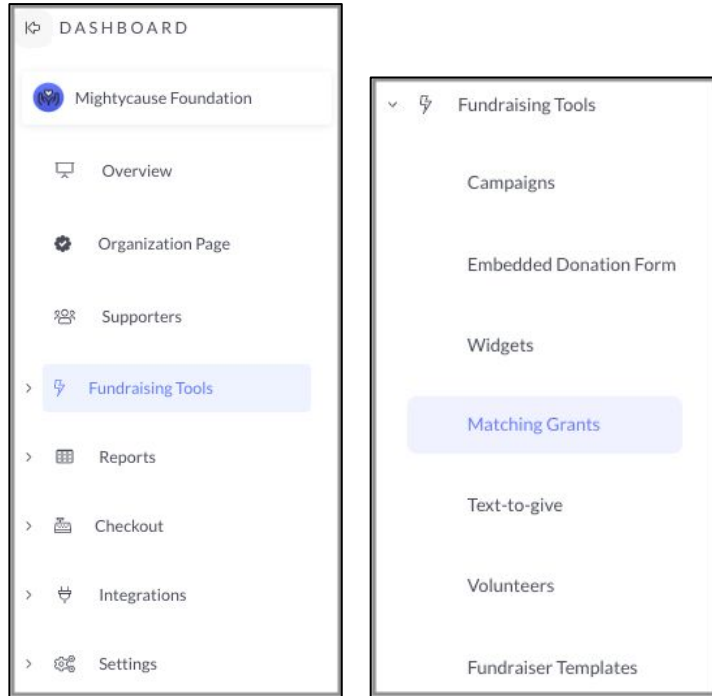 DASHBOARD
Mightycause Foundation
Overview
Organization Page
Supporters
Fundraising Tools
Reports
Checkout
Integrations
Settings
Fundraising Tools
Campaigns
Embedded Donation Form
Widgets
Matching Grants
Text-to-give
Volunteers
Fundraiser Templates